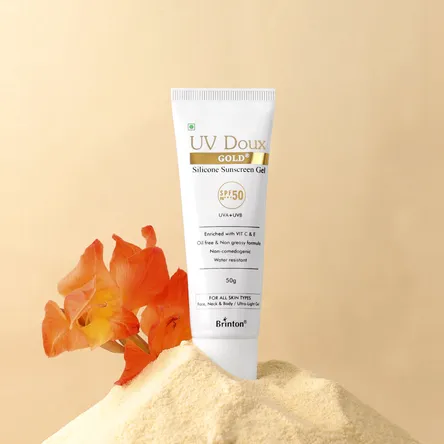 UV Doux
GOLD®
Silicone Sunscreen Gel
SPF 50
UVA+UVB
Enriched with VIT C & E
Oil free & Non greasy formula
Non-comedogenic
Water resistant
50g
FOR ALL SKIN TYPES
Face, Neck & Body / Ultra-Light Gel
Brinton®